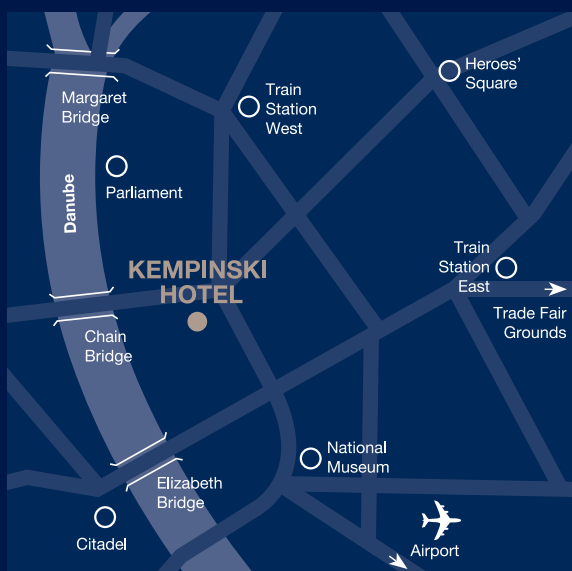 Heroes'
Square
Train
Station
West
Margaret
Bridge
Parliament
Danube
KEMPINSKI
HOTEL
Train
Station
East
Trade Fair
Grounds
Chain
Bridge
National
Museum
Elizabeth
Bridge
Citadel
Airport